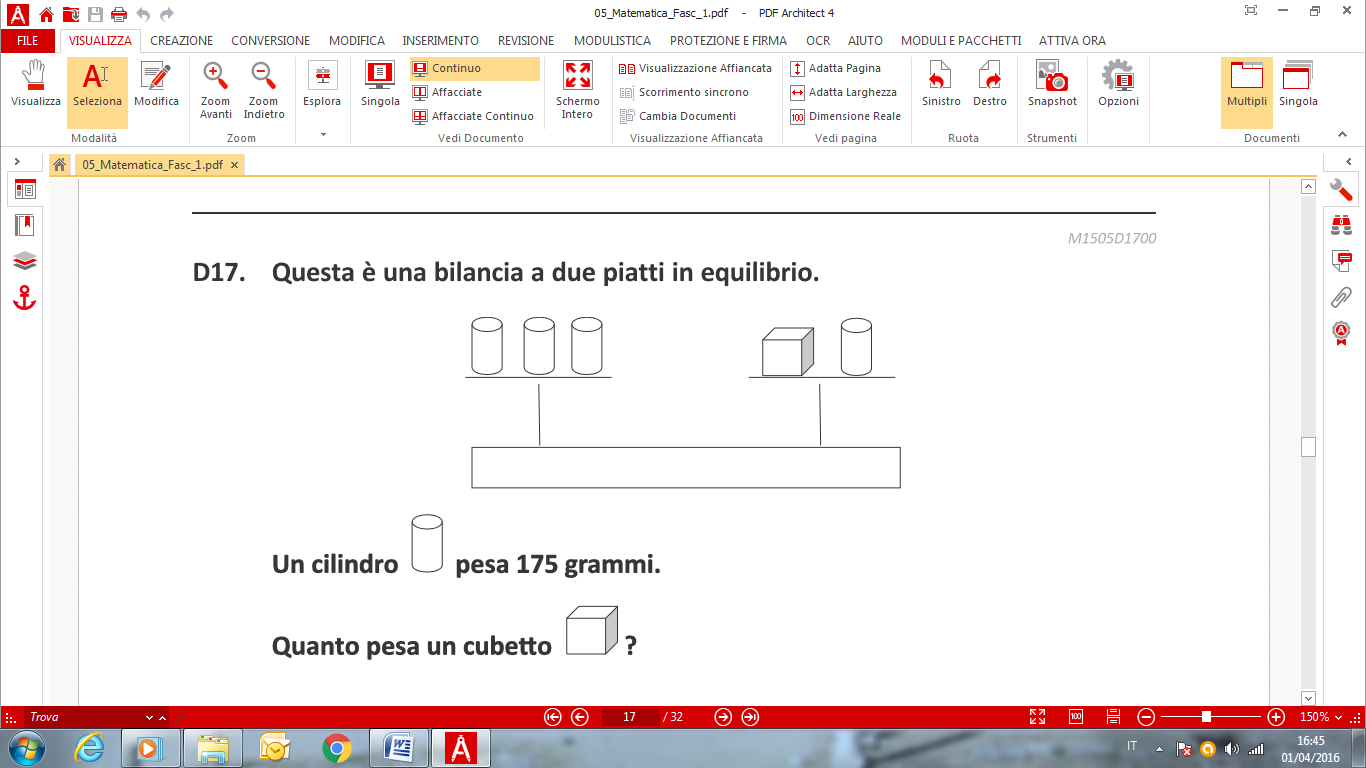 05_Matematica_Fasc_1.pdf - PDF Architect 4
FILE VISUALIZZA CREAZIONE CONVERSIONE MODIFICA INSERIMENTO REVISIONE MODULISTICA PROTEZIONE E FIRMA OCR AIUTO MODULI E PACCHETTI ATTIVA ORA
Visualizza Seleziona Modifica
Modalità
Zoom Avanti Zoom Indietro
Zoom
Esplora
Singola
Continuo
Affacciate
Affacciate Continuo
Vedi Documento
Schermo Intero
Visualizzazione Affiancata
Scorrimento sincrono
Cambia Documenti
Visualizzazione Affiancata
Adatta Pagina
Adatta Larghezza
100 Dimensione Reale
Vedi pagina
Sinistro Destro
Ruota
Snapshot
Strumenti
Opzioni
Multipli Singola
Documenti
05_Matematica_Fasc_1.pdf
M1505D1700
D17. Questa è una bilancia a due piatti in equilibrio.
Un cilindro pesa 175 grammi.
Quanto pesa un cubetto ?
Trova 17 / 32 100 150%
IT 16:45
01/04/2016